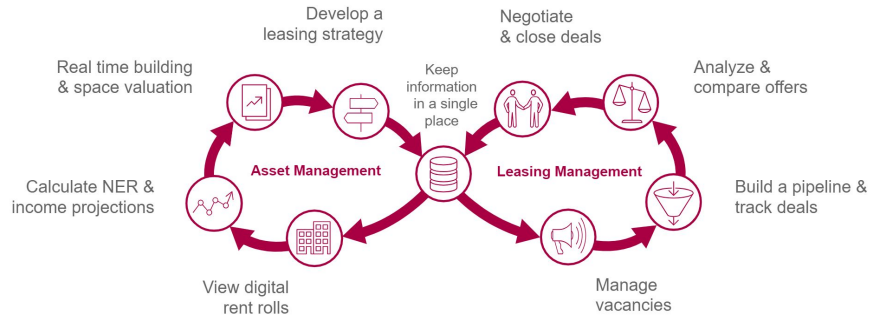 Develop a
leasing strategy
Negotiate
& close deals
Real time building
& space valuation
Keep
information
in a single
place
Analyze &
compare offers
Asset Management
Leasing Management
Calculate NER &
income projections
Build a pipeline &
track deals
View digital
rent rolls
Manage
vacancies